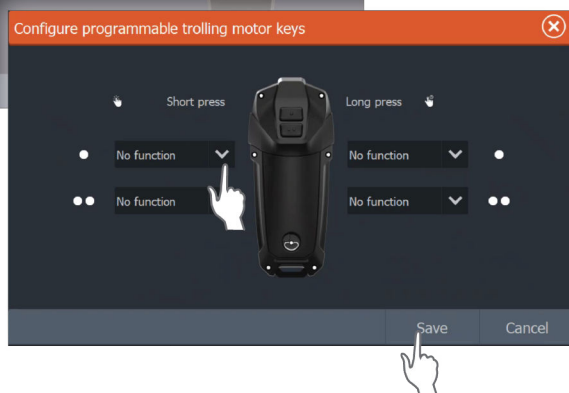 Configure programmable trolling motor keys
Short press Long press
No function No function
No function No function
Save Cancel